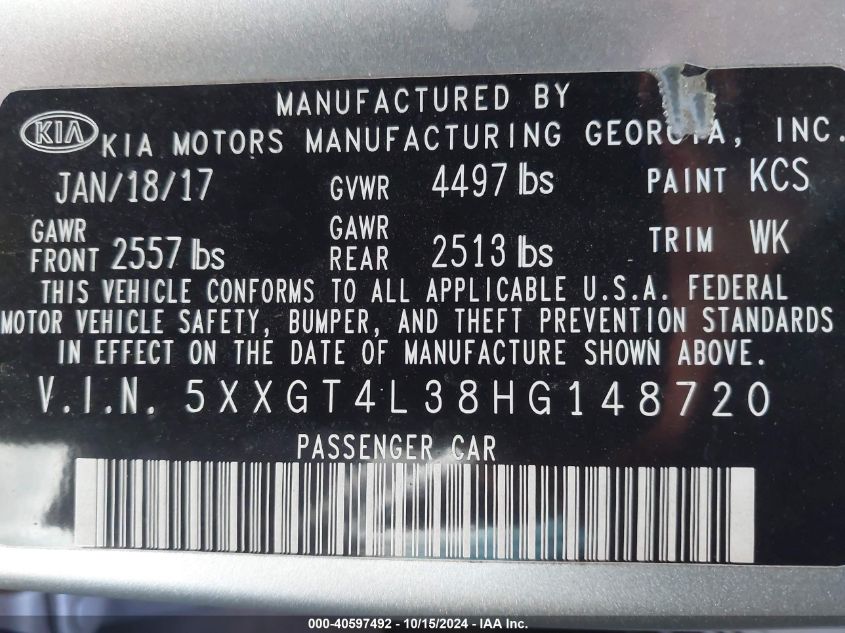 MANUFACTURED BY
KIA KIA MOTORS MANUFACTURING GEORGIA, INC.
JAN/18/17 GVWR 4497 lbs PAINT KCS
GAWR FRONT 2557 lbs GAWR REAR 2513 lbs TRIM WK
THIS VEHICLE CONFORMS TO ALL APPLICABLE U.S.A. FEDERAL
MOTOR VEHICLE SAFETY, BUMPER, AND THEFT PREVENTION STANDARDS
IN EFFECT ON THE DATE OF MANUFACTURE SHOWN ABOVE.
V.I.N. 5XXGT4L38HG148720
PASSENGER CAR
000-40597492 - 10/15/2024 - IAA Inc.